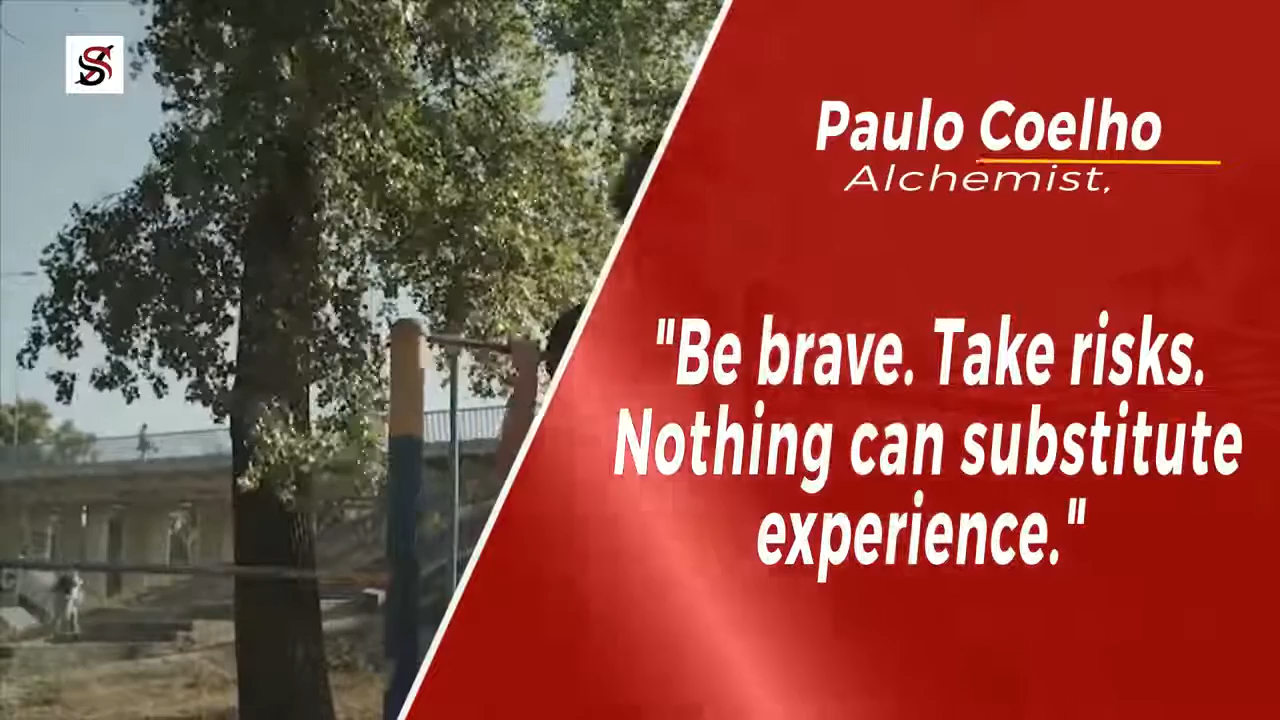 Paulo Coelho
Alchemist,
"Be brave. Take risks.
Nothing can substitute
experience."